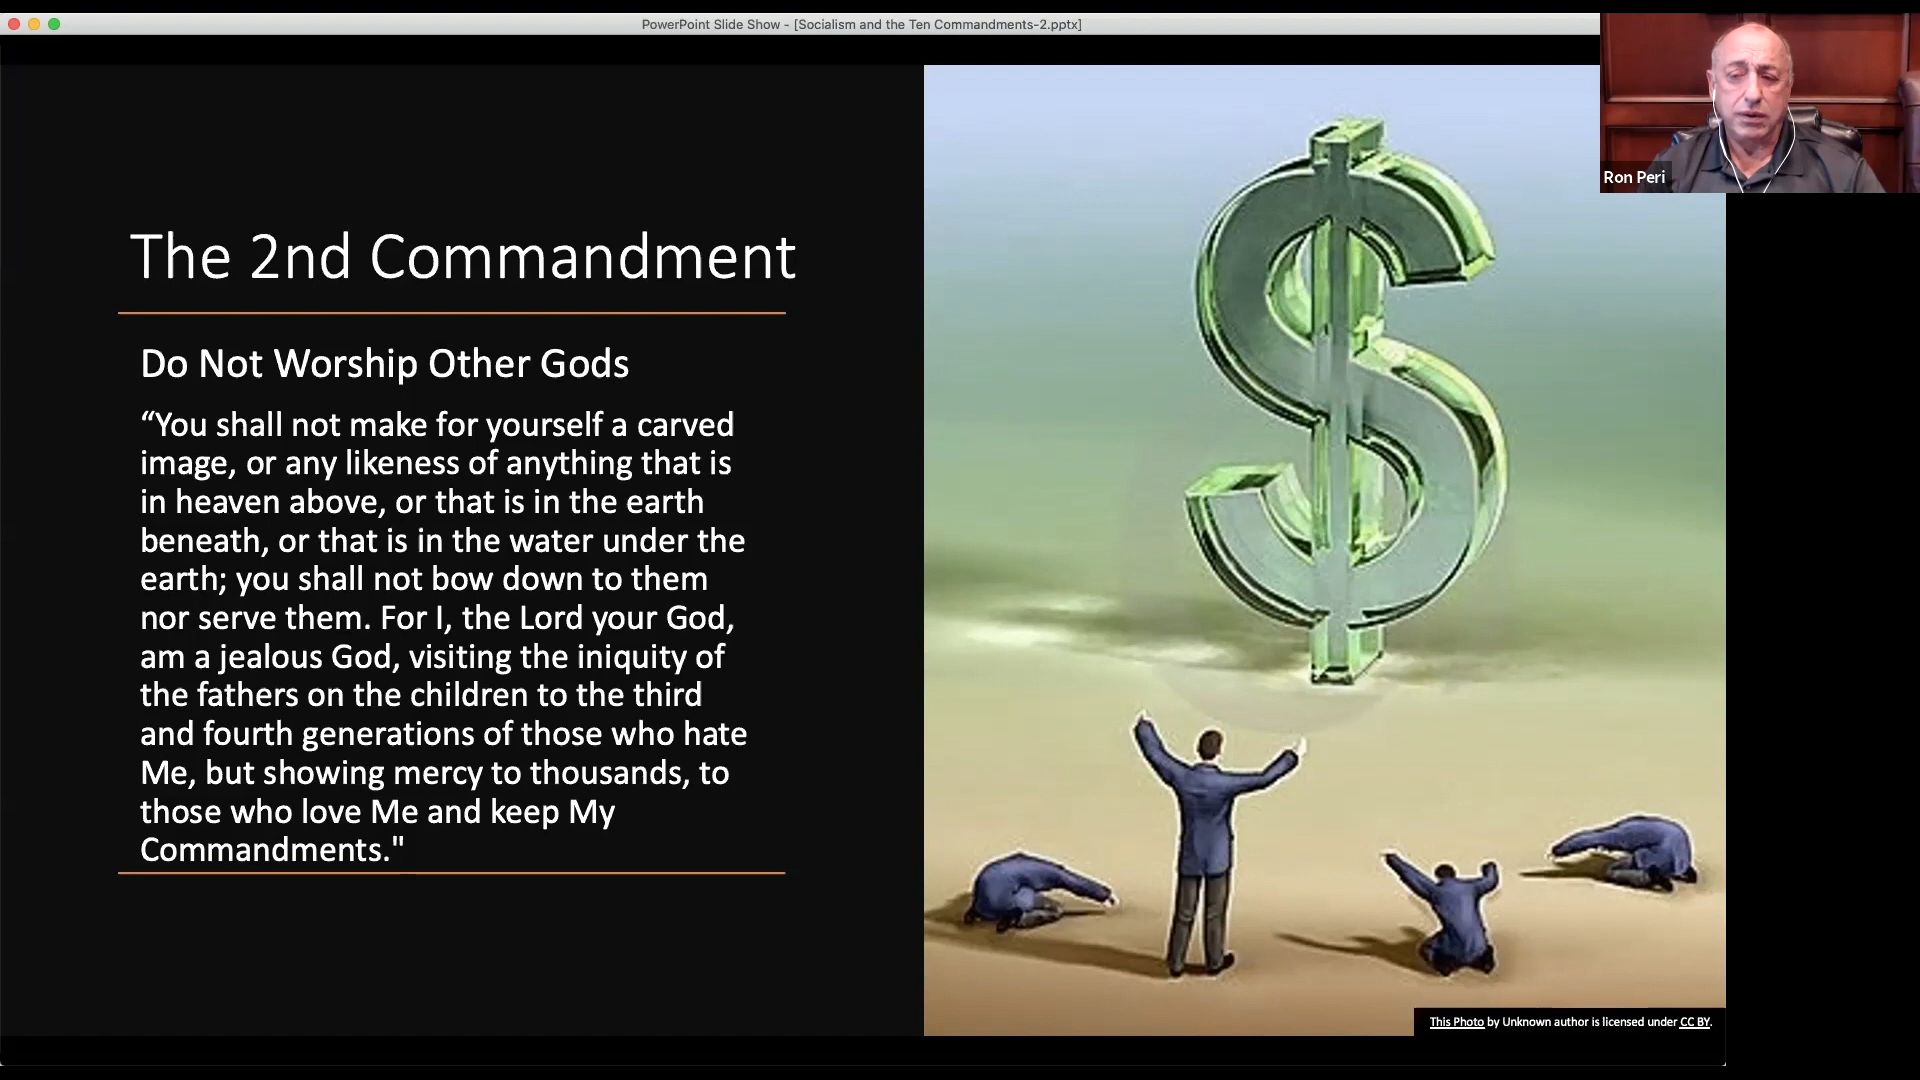 PowerPoint Slide Show - [Socialism and the Ten Commandments-2.pptx]
Ron Peri
The 2nd Commandment
Do Not Worship Other Gods
“You shall not make for yourself a carved
image, or any likeness of anything that is
in heaven above, or that is in the earth
beneath, or that is in the water under the
earth; you shall not bow down to them
nor serve them. For I, the Lord your God,
am a jealous God, visiting the iniquity of
the fathers on the children to the third
and fourth generations of those who hate
Me, but showing mercy to thousands, to
those who love Me and keep My
Commandments."
This Photo by Unknown author is licensed under CC BY.